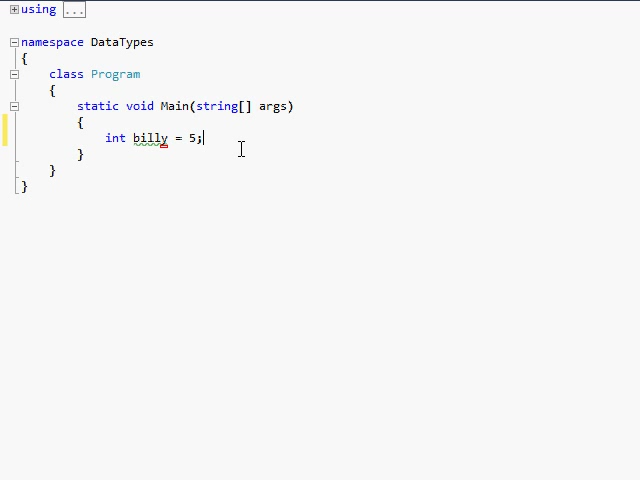 using ...
namespace DataTypes
{
class Program
{
static void Main(string[] args)
{
int billy = 5;
}
}
}